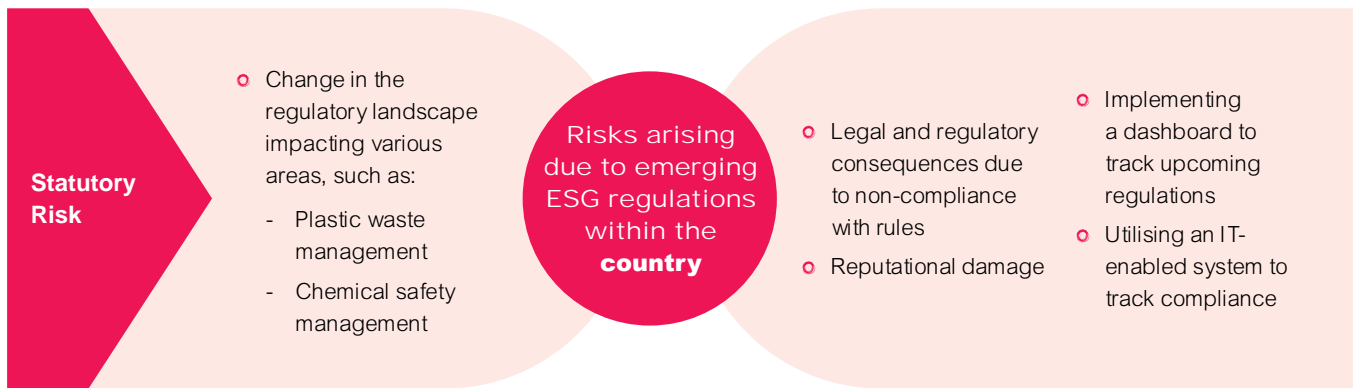 Statutory
Risk
Change in the
regulatory landscape
impacting various
areas, such as:
- Plastic waste
management
- Chemical safety
management
Risks arising
due to emerging
ESG regulations
within the
country
Legal and regulatory
consequences due
to non-compliance
with rules
Reputational damage
Implementing
a dashboard to
track upcoming
regulations
Utilising an IT-
enabled system to
track compliance